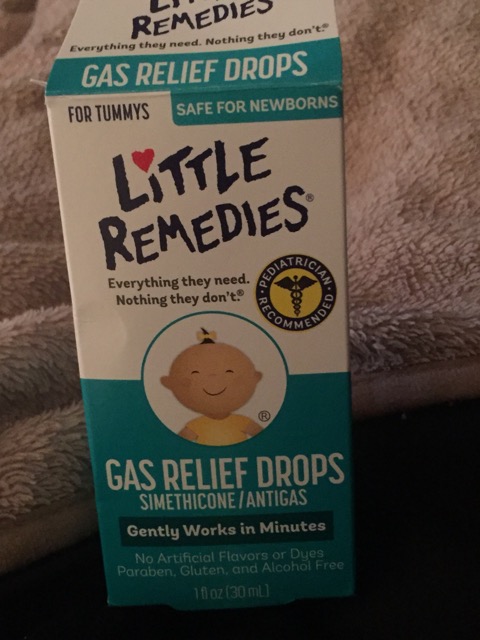 LITTLE
REMEDIES
Everything they need. Nothing they don't.®
GAS RELIEF DROPS
FOR TUMMYS
SAFE FOR NEWBORNS
LiTTLE
REMEDIES®
Everything they need.
Nothing they don't.®
PEDIATRICIAN
RECOMMENDED
®
GAS RELIEF DROPS
SIMETHICONE/ANTIGAS
Gently Works in Minutes
No Artificial Flavors or Dyes
Paraben, Gluten, and Alcohol Free
1 fl oz (30 mL)